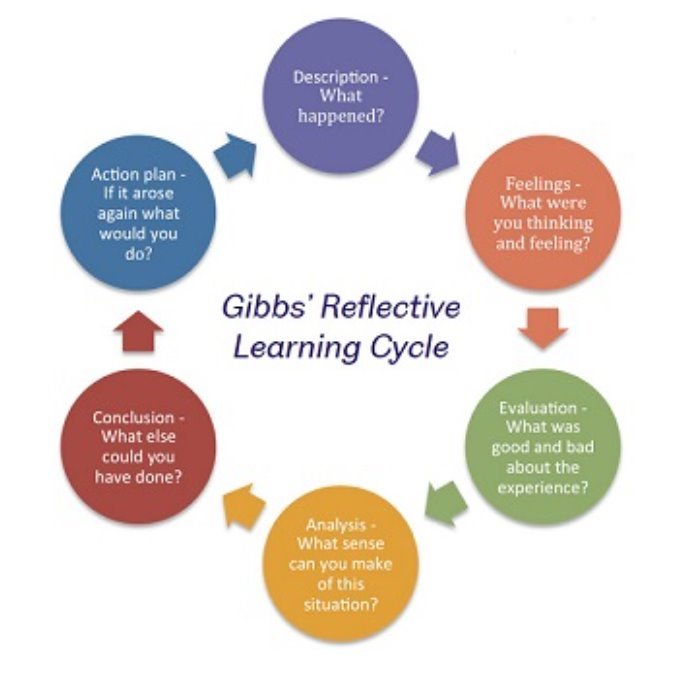 Description -
What
happened?
Feelings -
What were
you thinking
and feeling?
Evaluation -
What was
good and bad
about the
experience?
Analysis -
What sense
can you make
of this
situation?
Conclusion -
What else
could you
have done?
Action plan -
If it arose
again what
would you
do?
Gibbs’ Reflective
Learning Cycle